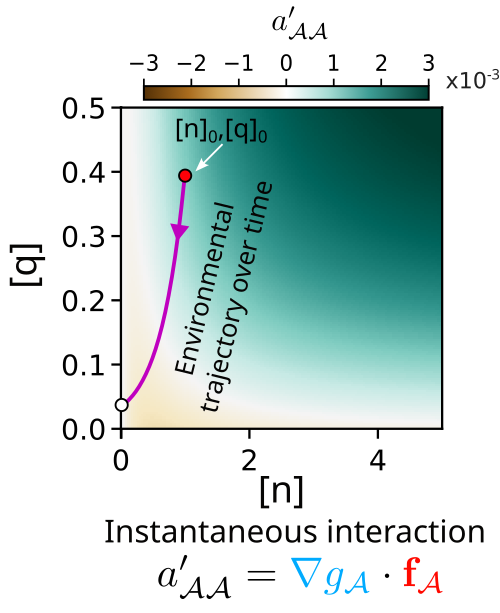 a′𝒜𝒜
−3 −2 −1 0 1 2 3
x10⁻³
0.5
[n]₀,[q]₀
0.4
Environmental
trajectory over time
0.3
[q]
0.2
0.1
0.0
0 2 4
[n]
Instantaneous interaction
a′𝒜𝒜 = ∇g𝒜 · f𝒜